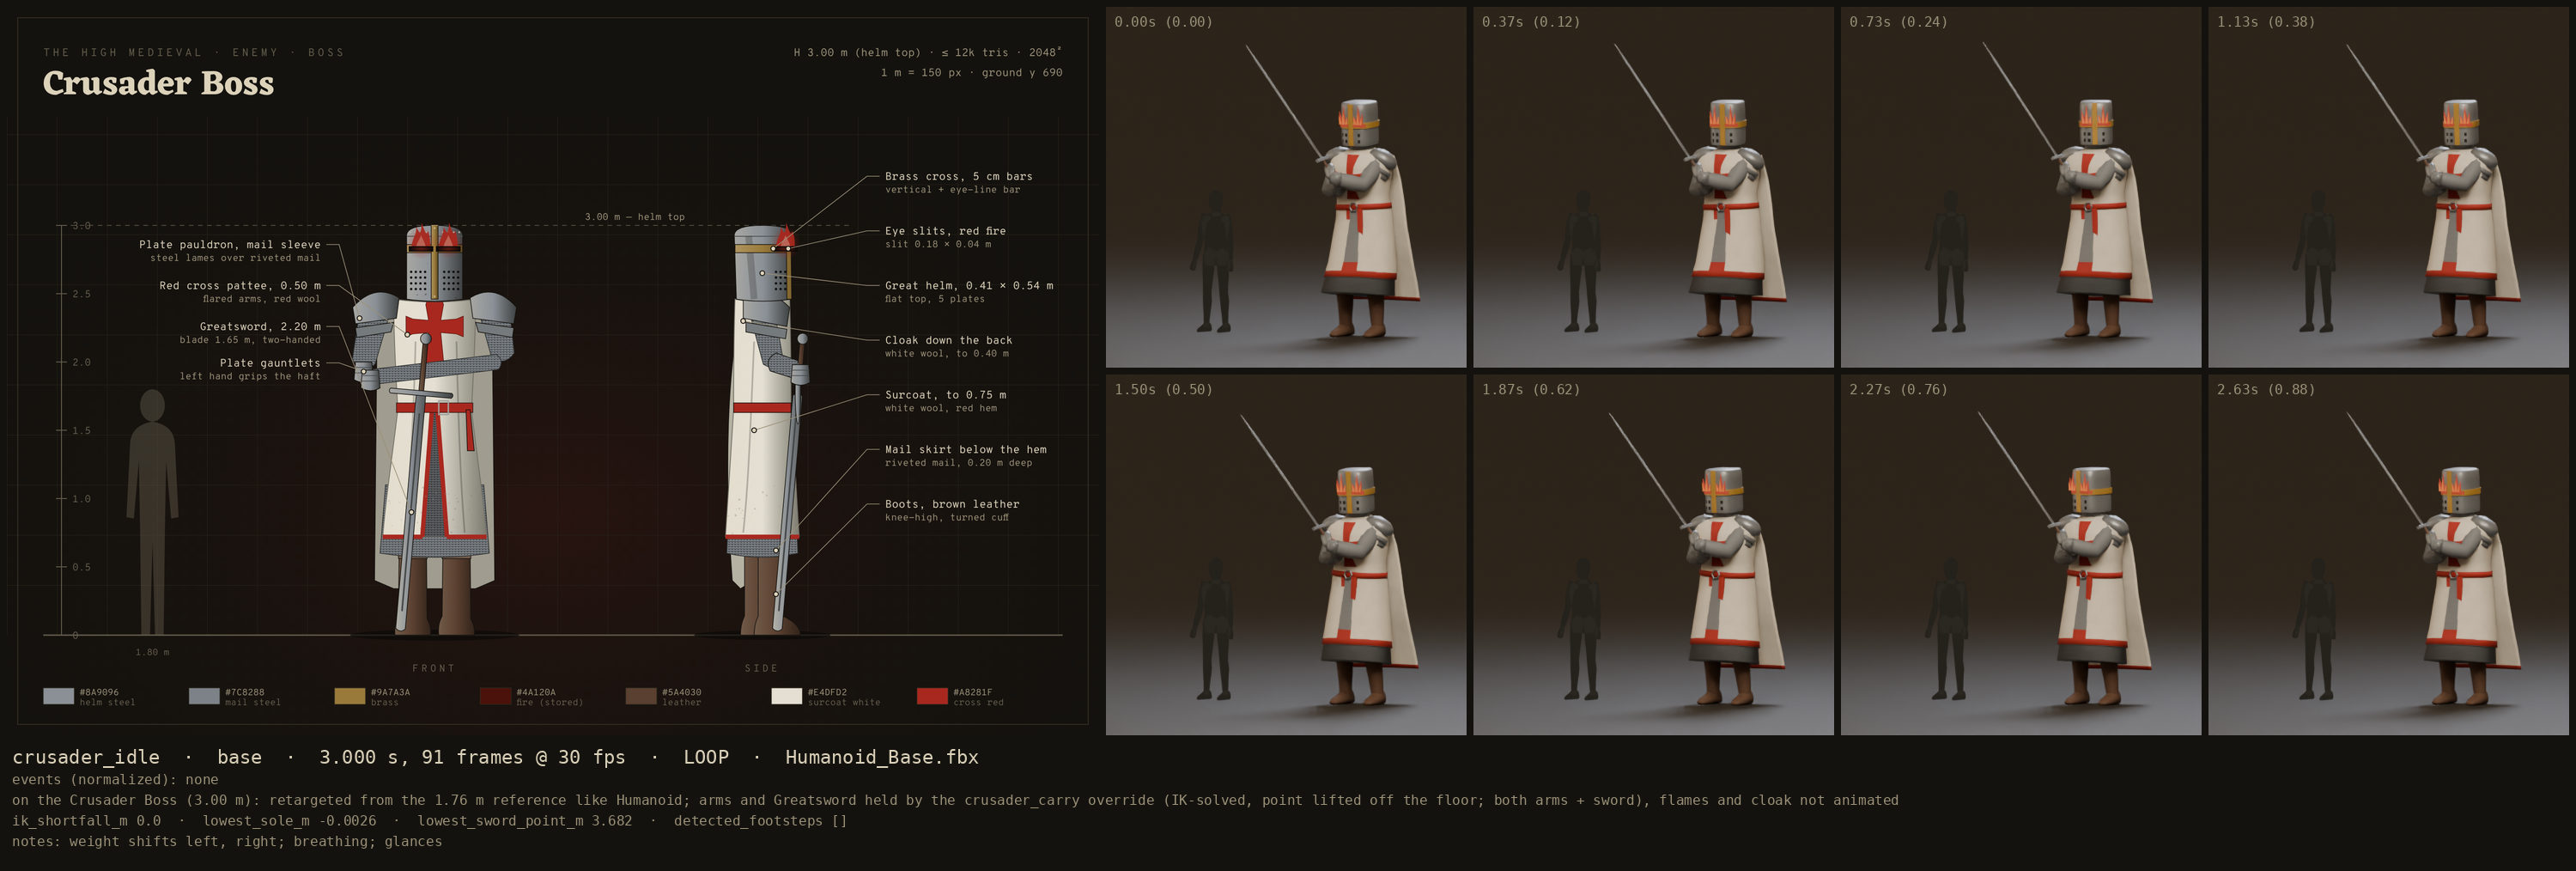 THE HIGH MEDIEVAL · ENEMY · BOSS
Crusader Boss
H 3.00 m (helm top) · ≤ 12k tris · 2048²
1 m = 150 px · ground y 690
3.00 m — helm top
3.0
2.5
2.0
1.5
1.0
0.5
0
1.80 m
Plate pauldron, mail sleeve
steel lames over riveted mail
Red cross pattee, 0.50 m
flared arms, red wool
Greatsword, 2.20 m
blade 1.65 m, two-handed
Plate gauntlets
left hand grips the haft
Brass cross, 5 cm bars
vertical + eye-line bar
Eye slits, red fire
slit 0.18 × 0.04 m
Great helm, 0.41 × 0.54 m
flat top, 5 plates
Cloak down the back
white wool, to 0.40 m
Surcoat, to 0.75 m
white wool, red hem
Mail skirt below the hem
riveted mail, 0.20 m deep
Boots, brown leather
knee-high, turned cuff
FRONT
SIDE
#8A9096
helm steel
#7C8288
mail steel
#9A7A3A
brass
#4A120A
fire (stored)
#5A4030
leather
#E4DFD2
surcoat white
#A8281F
cross red
0.00s (0.00)
0.37s (0.12)
0.73s (0.24)
1.13s (0.38)
1.50s (0.50)
1.87s (0.62)
2.27s (0.76)
2.63s (0.88)
crusader_idle · base · 3.000 s, 91 frames @ 30 fps · LOOP · Humanoid_Base.fbx
events (normalized): none
on the Crusader Boss (3.00 m): retargeted from the 1.76 m reference like Humanoid; arms and Greatsword held by the crusader_carry override (IK-solved, point lifted off the floor; both arms + sword), flames and cloak not animated
ik_shortfall_m 0.0 · lowest_sole_m -0.0026 · lowest_sword_point_m 3.682 · detected_footsteps []
notes: weight shifts left, right; breathing; glances